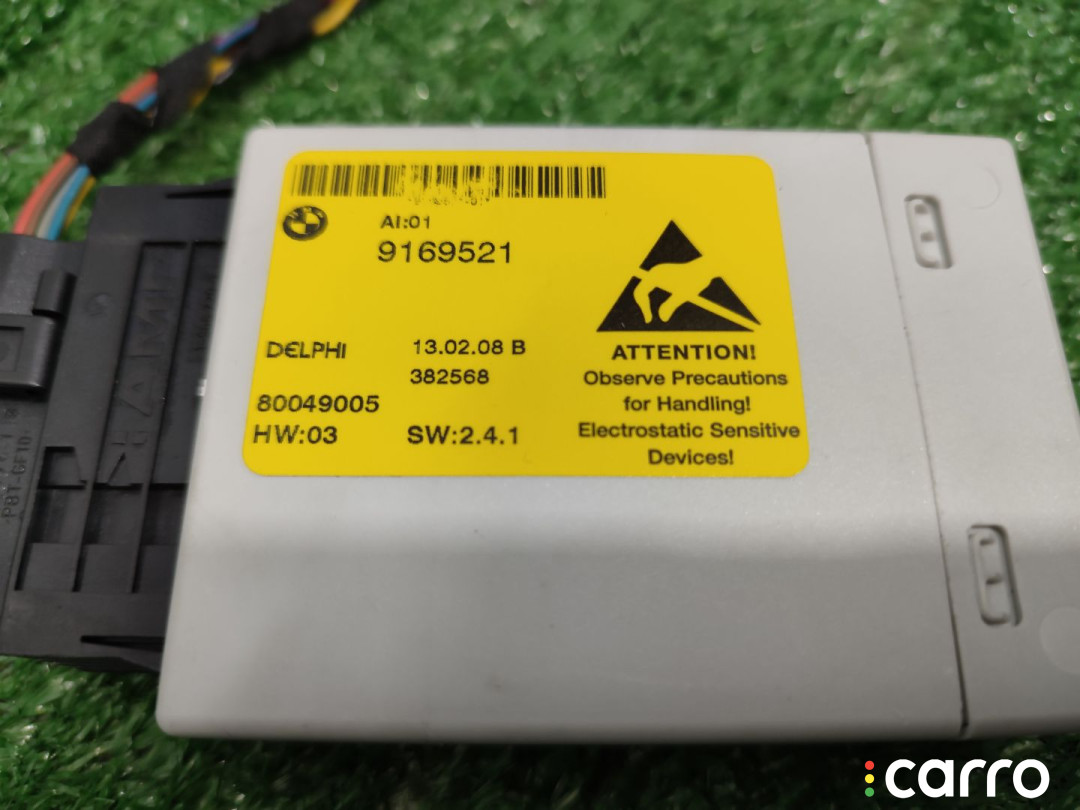 AI:01
9169521
DELPHI
13.02.08 B
382568
80049005
HW:03
SW:2.4.1
ATTENTION!
Observe Precautions
for Handling!
Electrostatic Sensitive
Devices!
carro